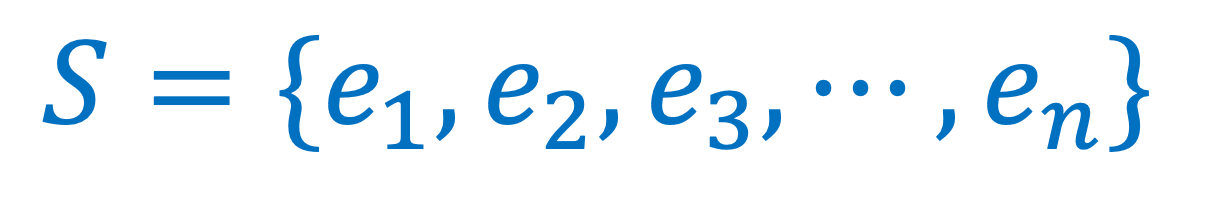 S = {e₁, e₂, e₃, ⋯ , eₙ}